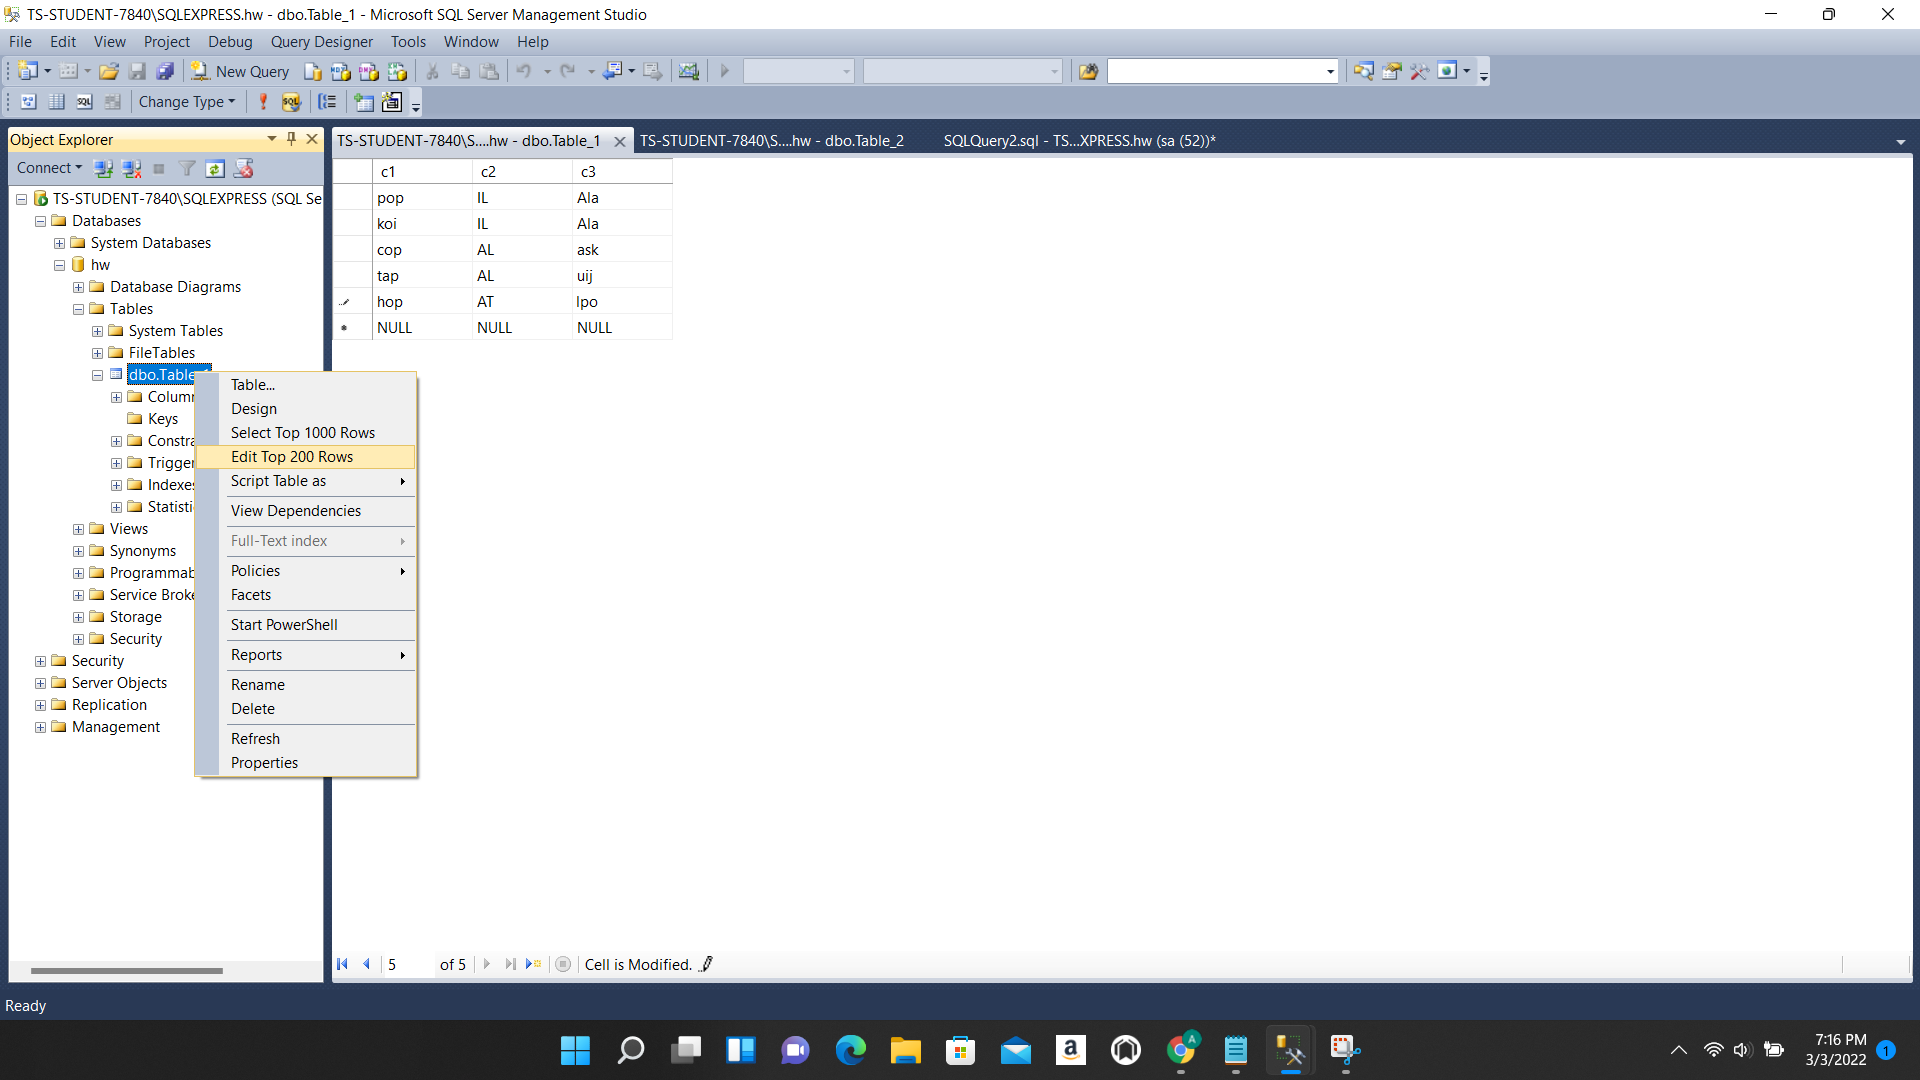 TS-STUDENT-7840\SQLEXPRESS.hw - dbo.Table_1 - Microsoft SQL Server Management Studio
File Edit View Project Debug Query Designer Tools Window Help
New Query
Change Type
Object Explorer
TS-STUDENT-7840\S....hw - dbo.Table_1 TS-STUDENT-7840\S....hw - dbo.Table_2 SQLQuery2.sql - TS...XPRESS.hw (sa (52))*
Connect
TS-STUDENT-7840\SQLEXPRESS (SQL Se
Databases
System Databases
hw
Database Diagrams
Tables
System Tables
FileTables
dbo.Table
Column
Keys
Constra
Trigger
Indexes
Statisti
Views
Synonyms
Programmab
Service Broke
Storage
Security
Security
Server Objects
Replication
Management
c1 c2 c3
pop IL Ala
koi IL Ala
cop AL ask
tap AL uij
hop AT lpo
NULL NULL NULL
Table...
Design
Select Top 1000 Rows
Edit Top 200 Rows
Script Table as
View Dependencies
Full-Text index
Policies
Facets
Start PowerShell
Reports
Rename
Delete
Refresh
Properties
5 of 5 Cell is Modified.
Ready
7:16 PM
3/3/2022
1